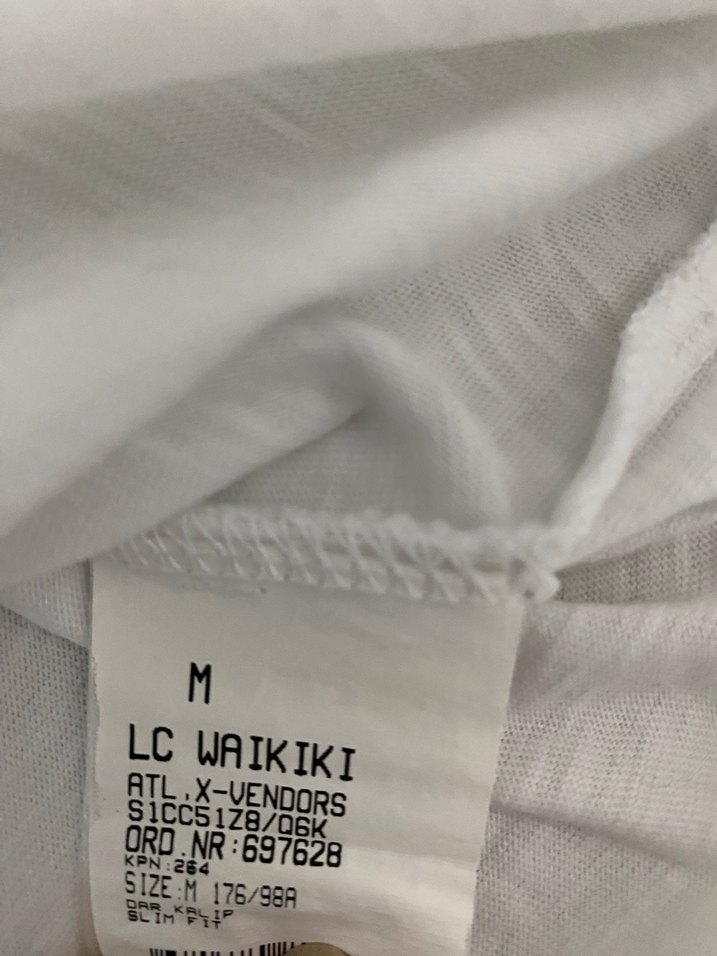 M
LC WAIKIKI
ATL.X-VENDORS
S1CC51Z8/Q6K
ORD.NR:697628
KPN:264
SIZE:M 176/98A
DAR KALIP
SLIM FIT